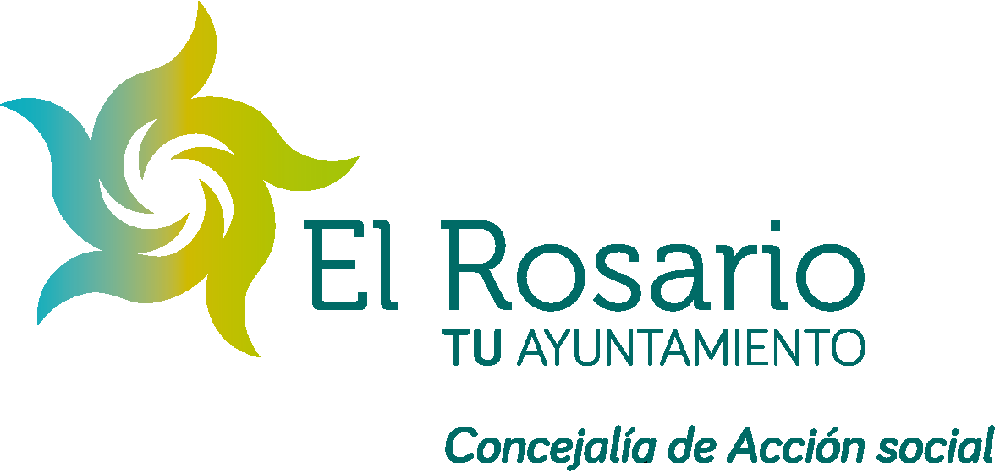 El Rosario
TU AYUNTAMIENTO
Concejalía de Acción social